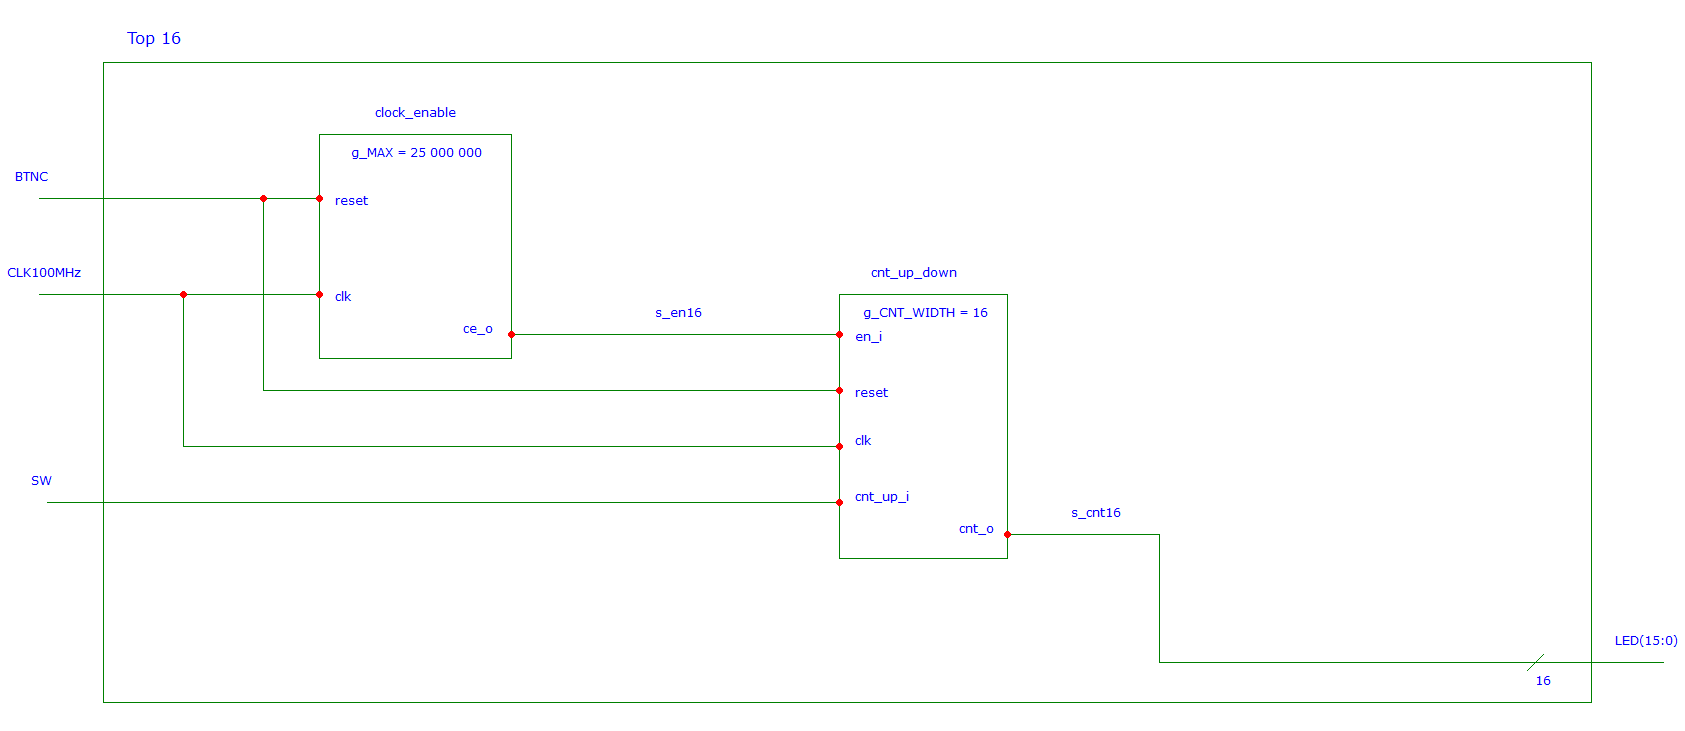 Top 16
clock_enable
g_MAX = 25 000 000
BTNC
reset
CLK100MHz
clk
ce_o
s_en16
cnt_up_down
g_CNT_WIDTH = 16
en_i
reset
clk
SW
cnt_up_i
cnt_o
s_cnt16
LED(15:0)
16